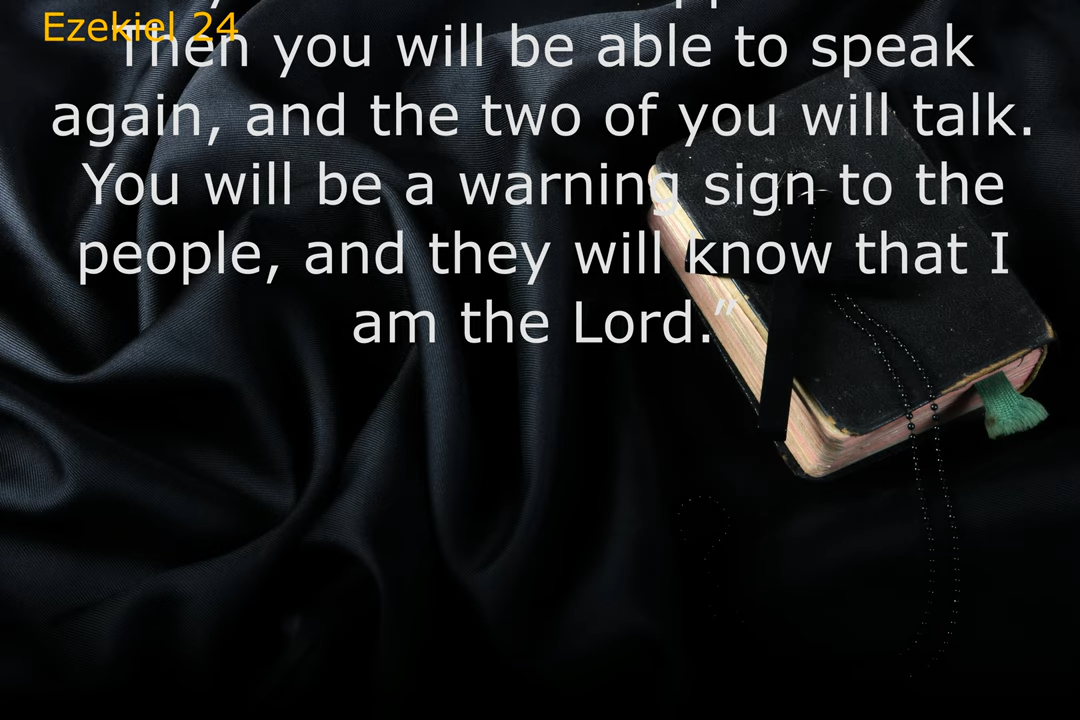 Ezekiel 24
Then you will be able to speak
again, and the two of you will talk.
You will be a warning sign to the
people, and they will know that I
am the Lord.”